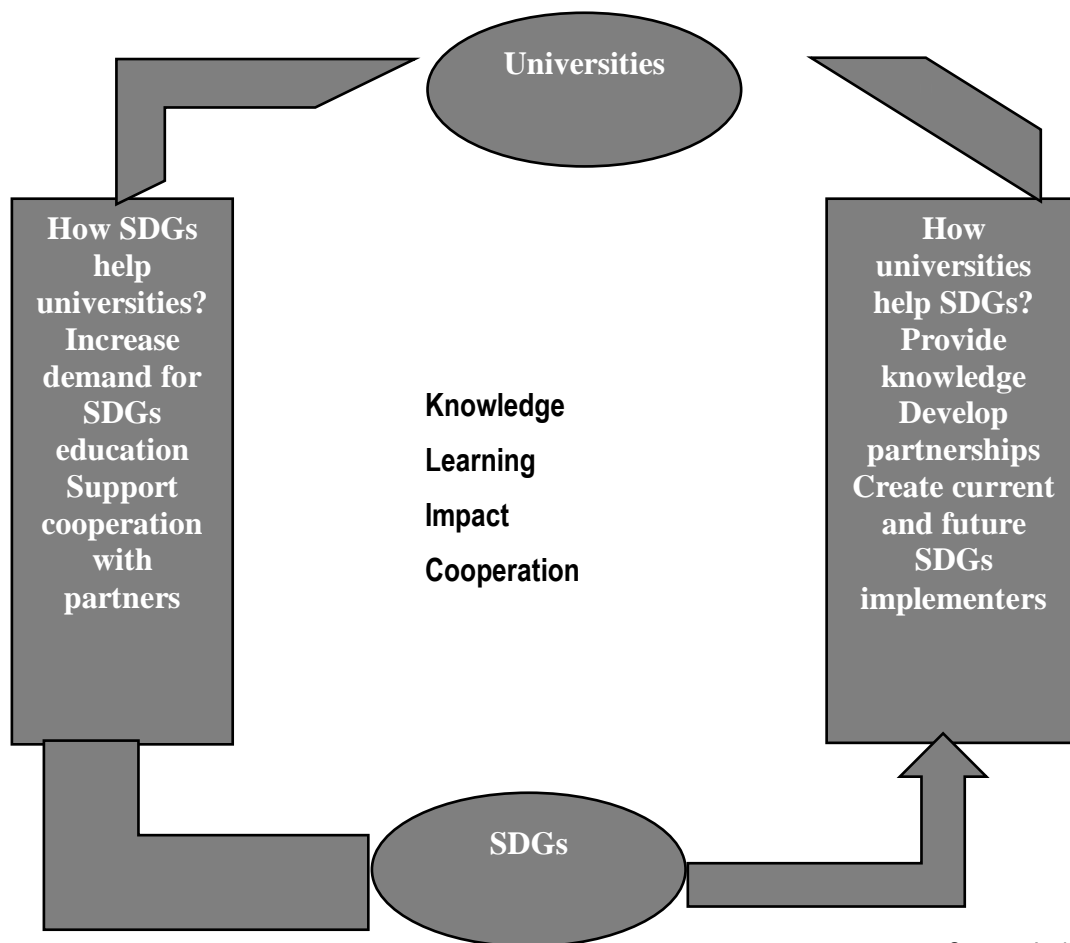 Universities
How SDGs
help
universities?
Increase
demand for
SDGs
education
Support
cooperation
with
partners
Knowledge
Learning
Impact
Cooperation
How
universities
help SDGs?
Provide
knowledge
Develop
partnerships
Create current
and future
SDGs
implementers
SDGs